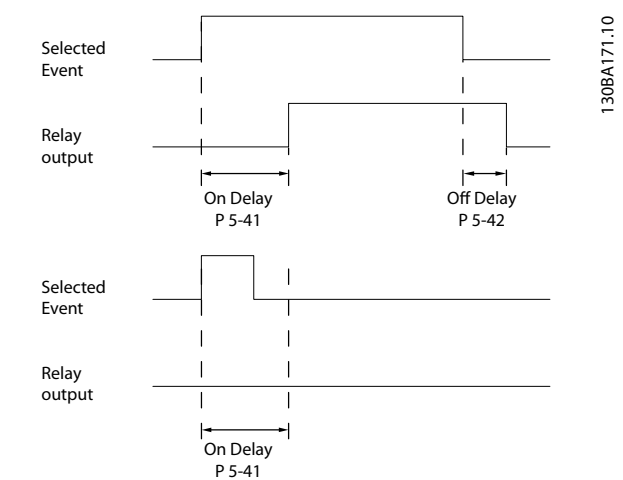 130BA171.10
Selected
Event
Relay
output
On Delay
P 5-41
Off Delay
P 5-42
Selected
Event
Relay
output
On Delay
P 5-41